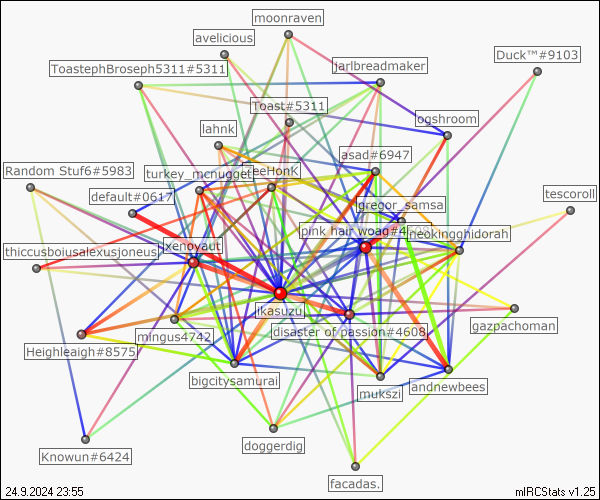 moonraven
avelicious
Duck™#9103
ToastephBroseph5311#5311
jarlbreadmaker
Toast#5311
ogshroom
lahnk
asad#6947
Random Stuf6#5983
turkey_mcnugget
eeHonK
tescoroll
default#0617
gregor_samsa
pink hair woag#4
neokingghidorah
thiccusboiusalexusjoneus
xenoyaut
ikasuzu
disaster of passion#4608
gazpachoman
mingus4742
Heighleaigh#8575
bigcitysamurai
andnewbees
mukszi
doggerdig
Knowun#6424
facadas.
24.9.2024 23:55
mIRCStats v1.25